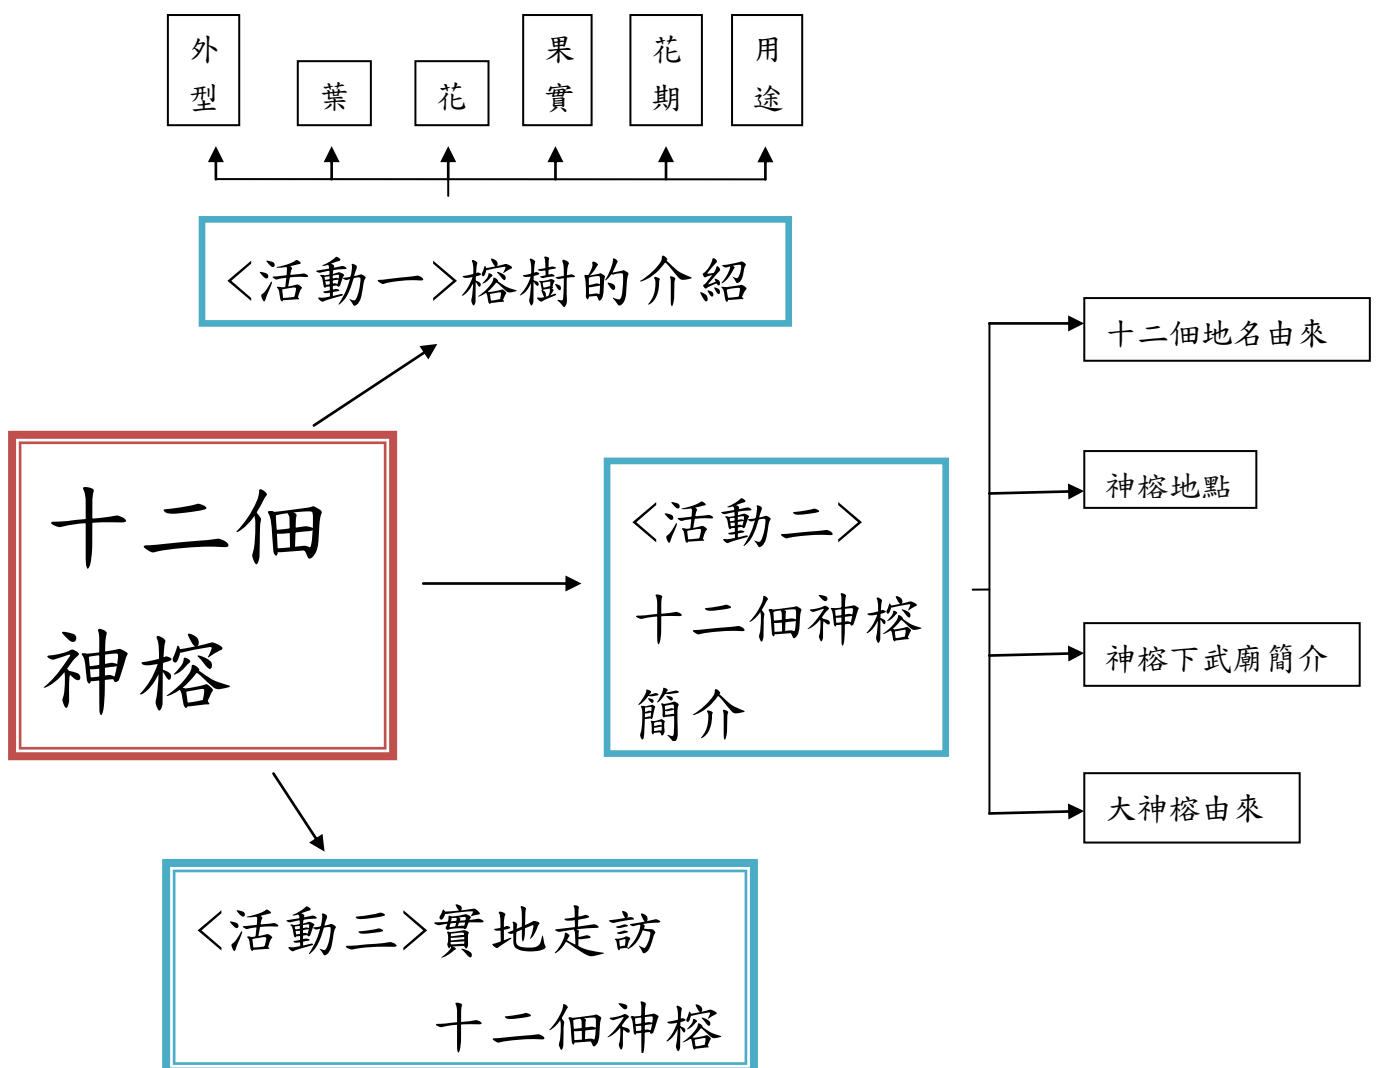 外型
葉
花
果實
花期
用途
<活動一>榕樹的介紹
十二佃地名由來
十二佃
神榕
<活動二>
十二佃神榕
簡介
神榕地點
神榕下武廟簡介
大神榕由來
<活動三>實地走訪
十二佃神榕